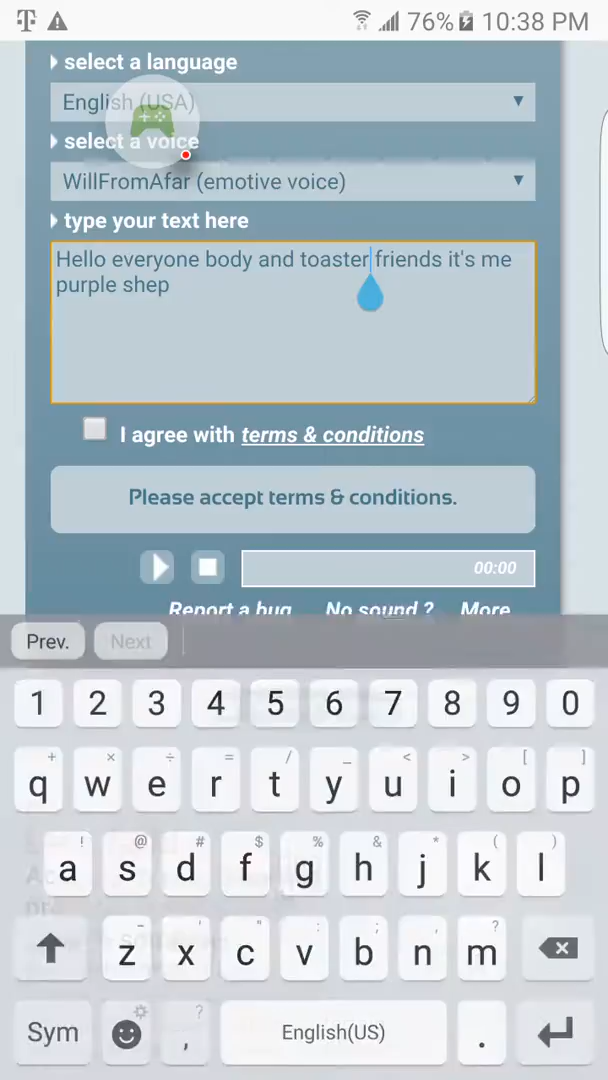 76% 10:38 PM
select a language
English (USA)
select a voice
WillFromAfar (emotive voice)
type your text here
Hello everyone body and toaster friends it's me
purple shep
I agree with terms & conditions
Please accept terms & conditions.
00:00
Report a bug No sound ? More
Prev. Next
1 2 3 4 5 6 7 8 9 0
+ × ÷ = / _ < > [ ]
q w e r t y u i o p
! @ # $ % & * ( )
a s d f g h j k l
- ' " : ; , ?
z x c v b n m
?
Sym , English(US) .